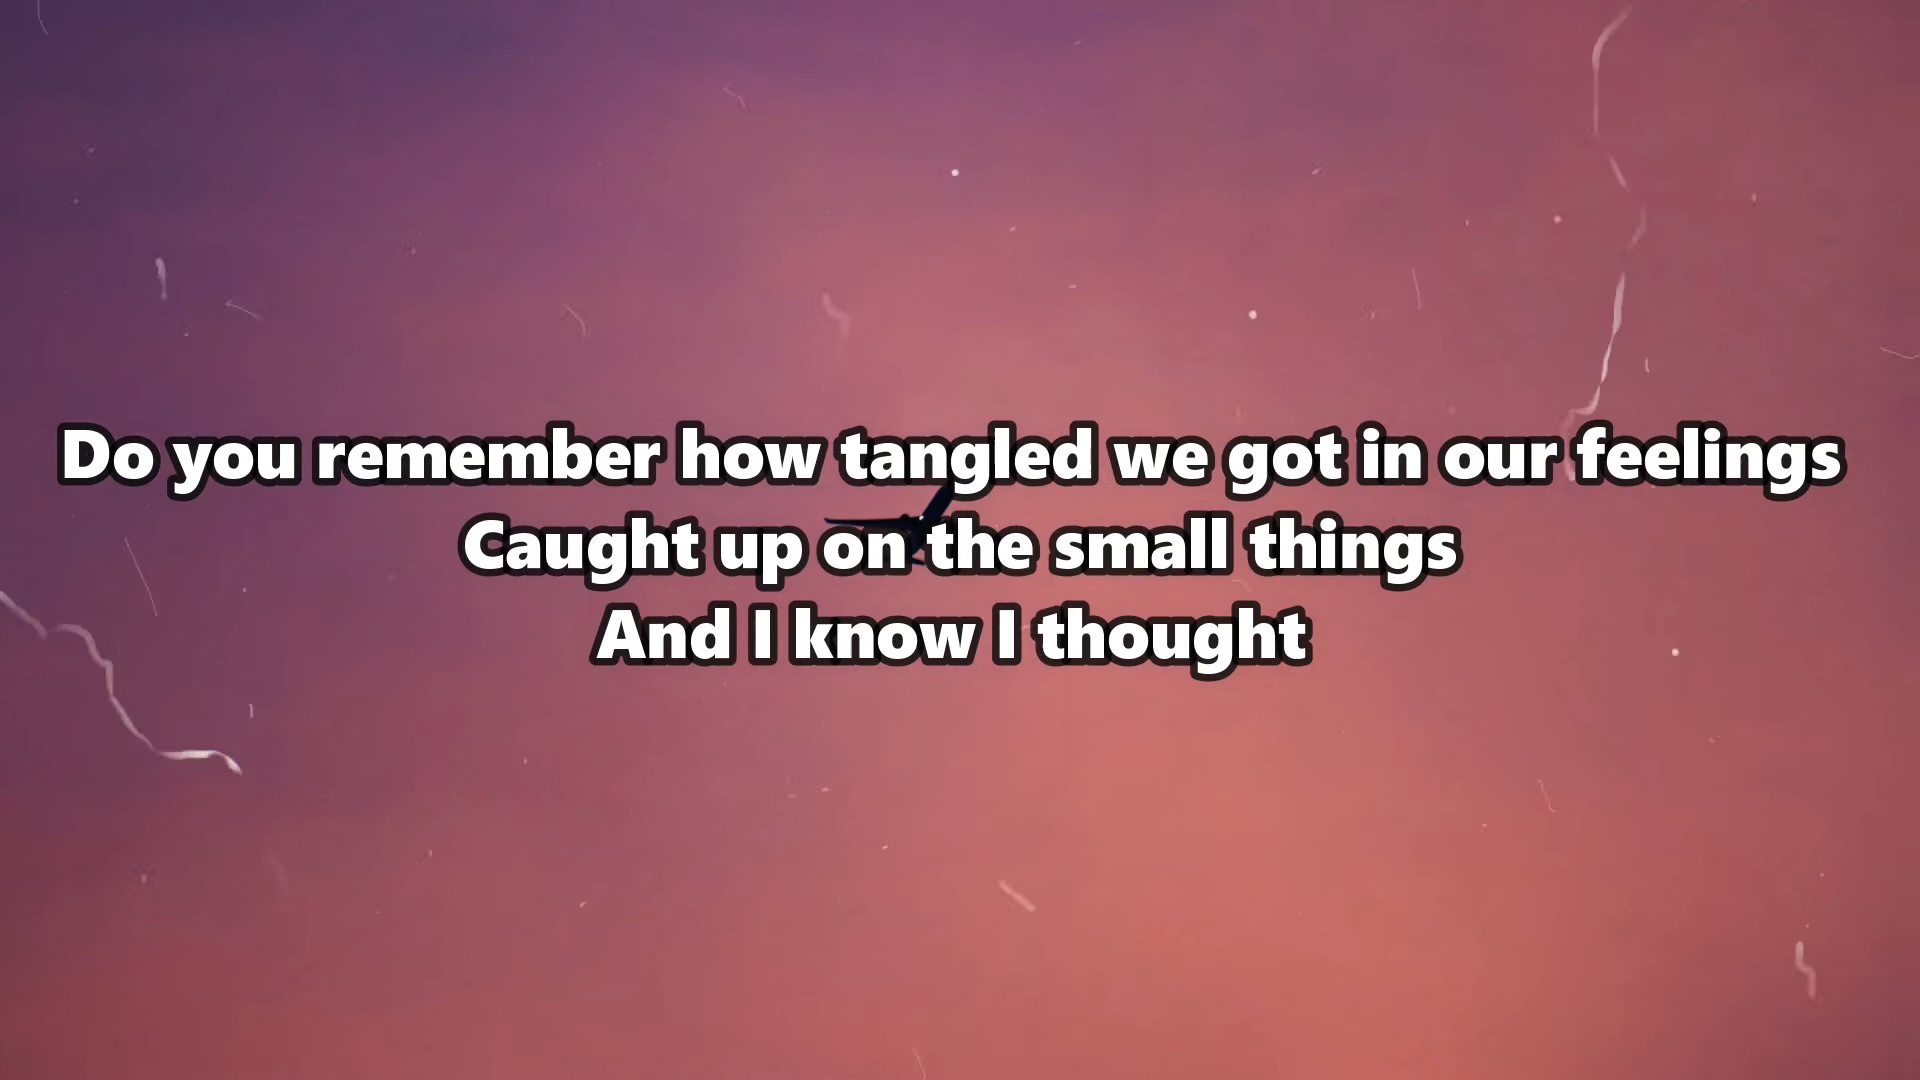 Do you remember how tangled we got in our feelings
Caught up on the small things
And I know I thought